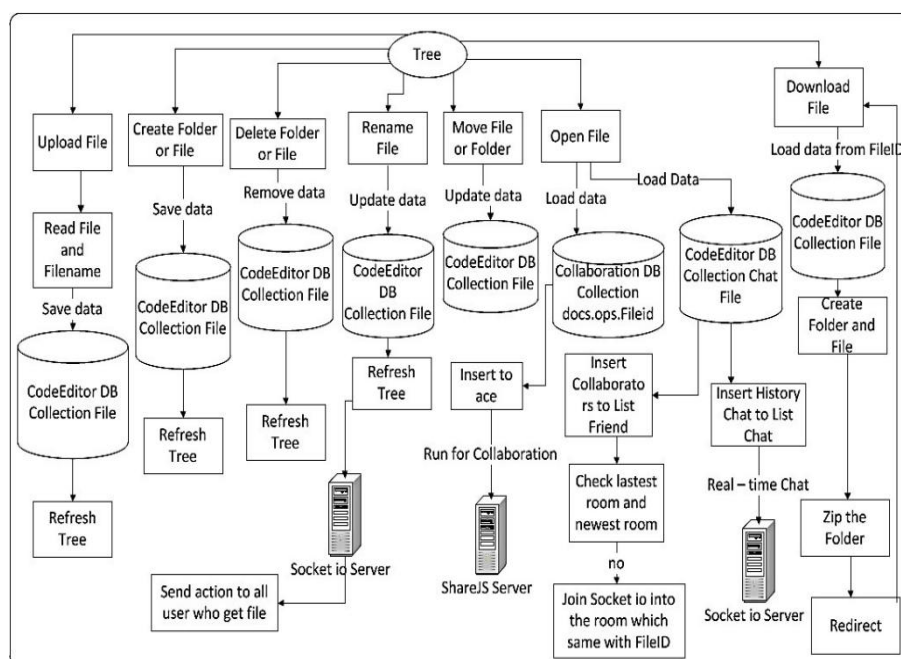 Tree
Upload File
Create Folder
or File
Delete Folder
or File
Rename
File
Move File
or Folder
Open File
Download
File
Save data
Remove data
Update data
Update data
Load data
Load Data
Load data from FileID
Read File
and
Filename
Save data
CodeEditor DB
Collection File
Refresh
Tree
CodeEditor DB
Collection File
Refresh
Tree
CodeEditor DB
Collection File
Refresh
Tree
CodeEditor
DB
Collection File
Refresh
Tree
Socket io Server
Send action to all
user who get file
CodeEditor DB
Collection File
Collaboration DB
Collection
docs.ops.Fileid
Insert to
ace
Run for Collaboration
ShareJS Server
CodeEditor DB
Collection Chat
File
Insert
Collaborato
rs to List
Friend
Check lastest
room and
newest room
no
Join Socket io into
the room which
same with FileID
Insert History
Chat to List
Chat
Real – time Chat
Socket io Server
CodeEditor DB
Collection File
Create
Folder and
File
Zip the
Folder
Redirect